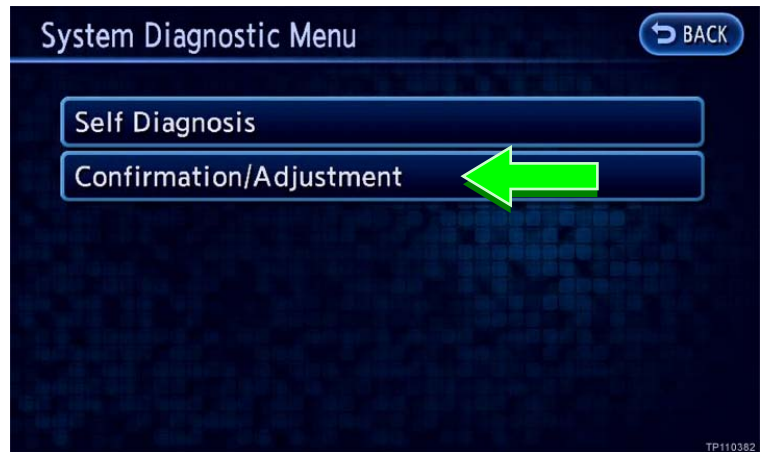 System Diagnostic Menu
BACK
Self Diagnosis
Confirmation/Adjustment
TP110382